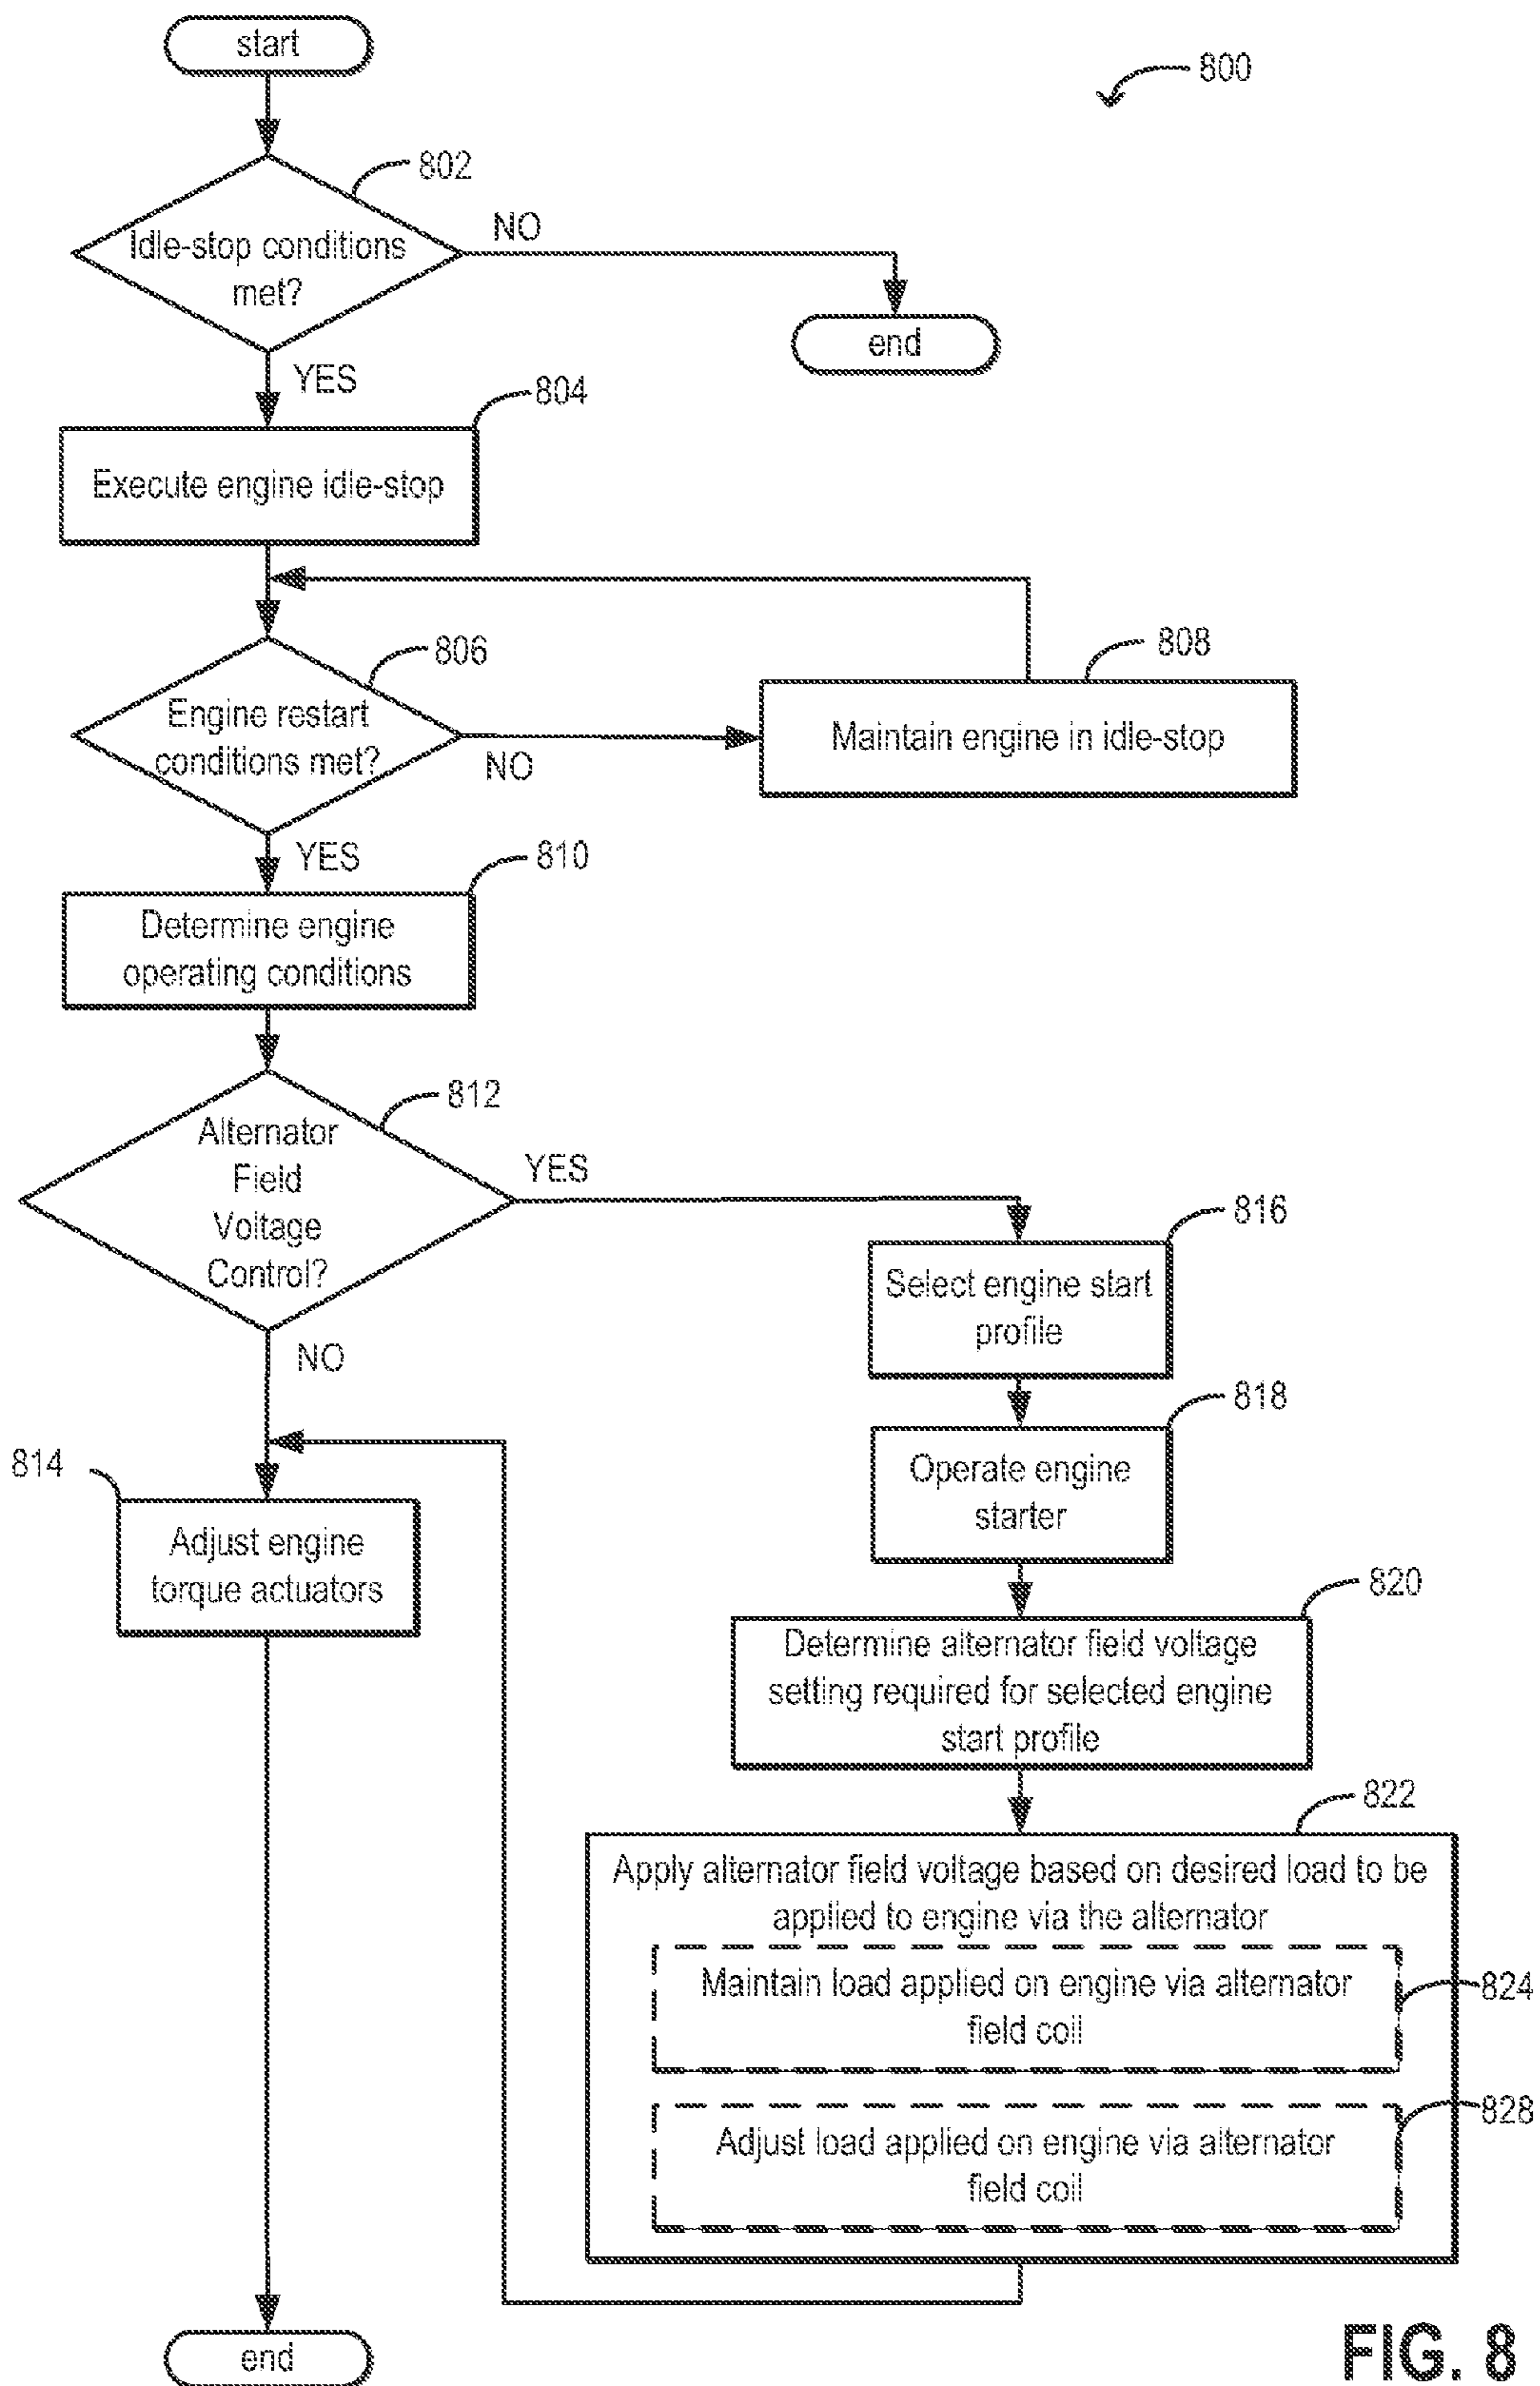 start
800
802
Idle-stop conditions
met?
NO
end
YES
804
Execute engine idle-stop
806
Engine restart
conditions met?
NO
808
Maintain engine in idle-stop
YES
810
Determine engine
operating conditions
812
Alternator
Field
Voltage
Control?
YES
NO
816
Select engine start
profile
818
Operate engine
starter
814
Adjust engine
torque actuators
820
Determine alternator field voltage
setting required for selected engine
start profile
822
Apply alternator field voltage based on desired load to be
applied to engine via the alternator
Maintain load applied on engine via alternator
field coil
824
Adjust load applied on engine via alternator
field coil
828
end
FIG. 8